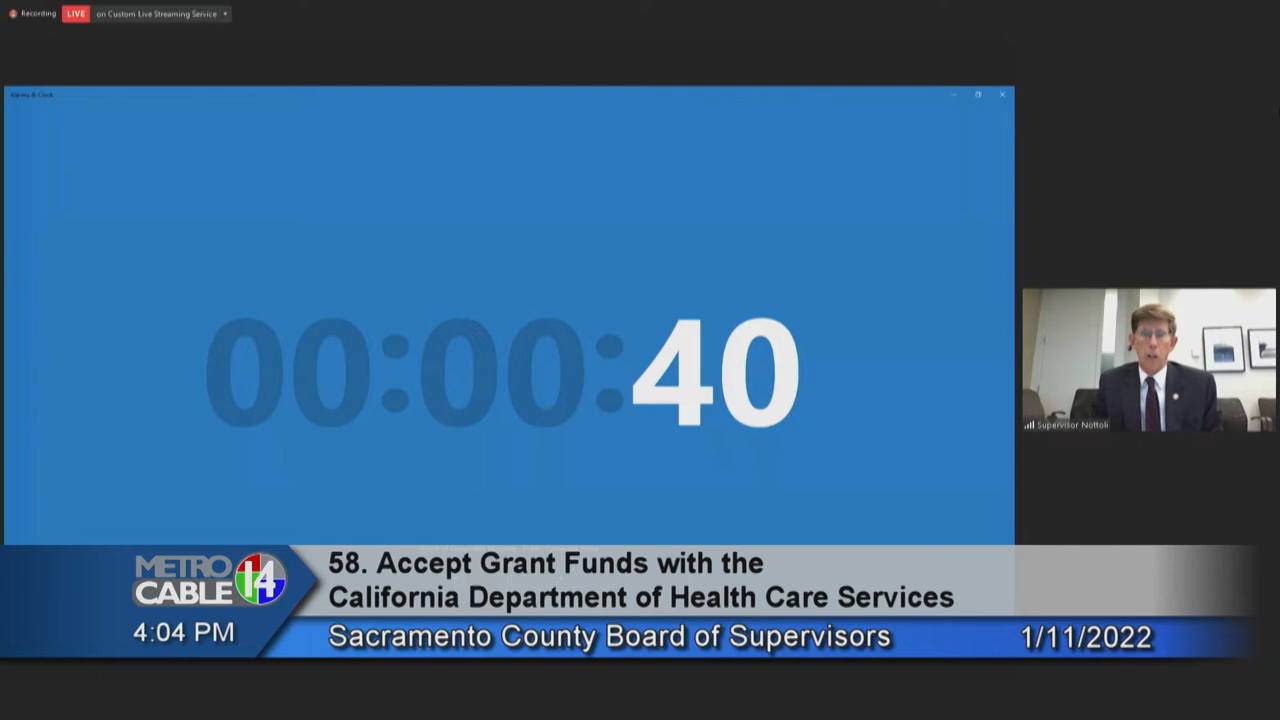 Recording
LIVE
on Custom Live Streaming Service
Alarms & Clock
00:00:40
Supervisor Nottoli
METRO
CABLE 14
4:04 PM
58. Accept Grant Funds with the
California Department of Health Care Services
Sacramento County Board of Supervisors
1/11/2022